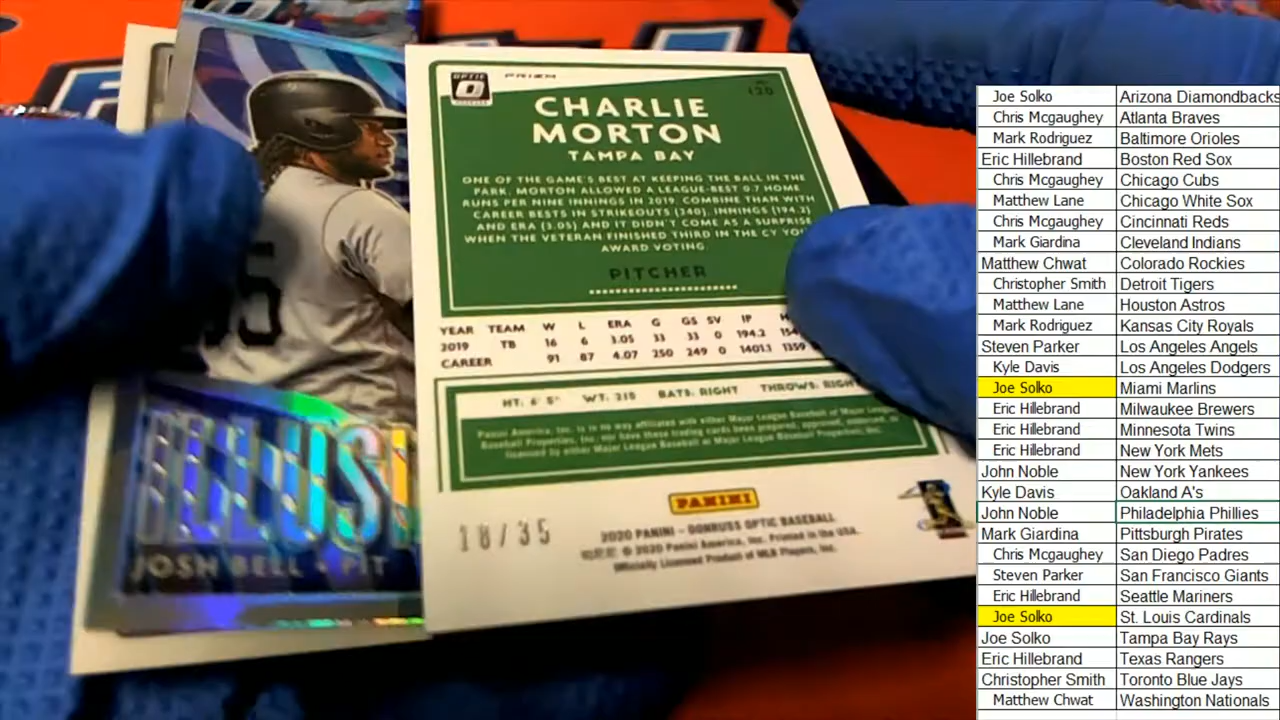 OPTIC
PRIZM
CHARLIE
MORTON
TAMPA BAY
ONE OF THE GAME'S BEST AT KEEPING THE BALL IN THE
PARK, MORTON ALLOWED A LEAGUE-BEST 0.7 HOME
RUNS PER NINE INNINGS IN 2019. COMBINE THAN WITH
CAREER BESTS IN STRIKEOUTS (240), INNINGS (194.2)
AND ERA (3.05) AND IT DIDN'T COME AS A SURPRISE
WHEN THE VETERAN FINISHED THIRD IN THE CY
AWARD VOTING.
PITCHER
YEAR TEAM W L ERA G GS SV IP
2019 TB 16 6 3.05 33 33 0 194.2
CAREER 91 87 4.07 250 249 0 1401.1 1359
HT: 6' 5" WT: 215 BATS: RIGHT THROWS:
Panini America, Inc. is in no way affiliated with either Major League Baseball or Major League
Baseball Properties, Inc. nor have these trading cards been prepared, approved, endorsed, or
licensed by either Major League Baseball or Major League Baseball Properties, Inc.
PANINI
18/35
2020 PANINI - DONRUSS OPTIC BASEBALL
© 2020 Panini America, Inc. Printed in the USA.
Officially Licensed Product of MLB Players, Inc.
JOSH BELL PIT
Joe Solko Arizona Diamondbacks
Chris Mcgaughey Atlanta Braves
Mark Rodriguez Baltimore Orioles
Eric Hillebrand Boston Red Sox
Chris Mcgaughey Chicago Cubs
Matthew Lane Chicago White Sox
Chris Mcgaughey Cincinnati Reds
Mark Giardina Cleveland Indians
Matthew Chwat Colorado Rockies
Christopher Smith Detroit Tigers
Matthew Lane Houston Astros
Mark Rodriguez Kansas City Royals
Steven Parker Los Angeles Angels
Kyle Davis Los Angeles Dodgers
Joe Solko Miami Marlins
Eric Hillebrand Milwaukee Brewers
Eric Hillebrand Minnesota Twins
Eric Hillebrand New York Mets
John Noble New York Yankees
Kyle Davis Oakland A's
John Noble Philadelphia Phillies
Mark Giardina Pittsburgh Pirates
Chris Mcgaughey San Diego Padres
Steven Parker San Francisco Giants
Eric Hillebrand Seattle Mariners
Joe Solko St. Louis Cardinals
Joe Solko Tampa Bay Rays
Eric Hillebrand Texas Rangers
Christopher Smith Toronto Blue Jays
Matthew Chwat Washington Nationals